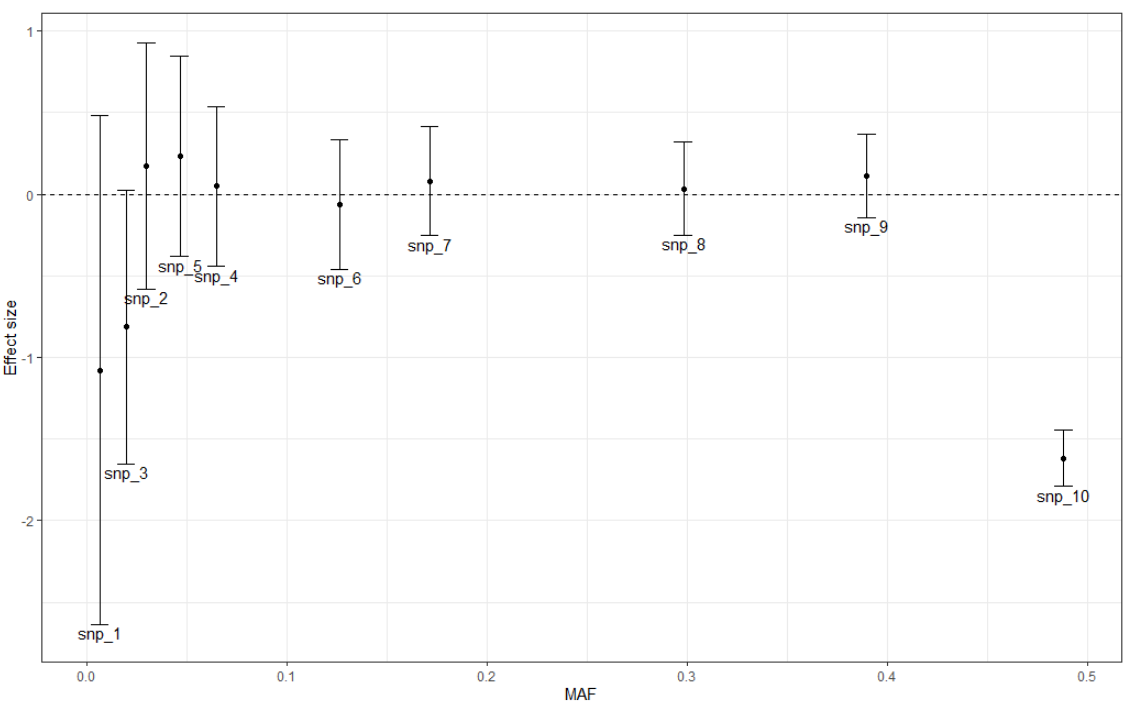 1
0
-1
-2
Effect size
snp_1
snp_3
snp_2
snp_5
snp_4
snp_6
snp_7
snp_8
snp_9
snp_10
0.0
0.1
0.2
0.3
0.4
0.5
MAF